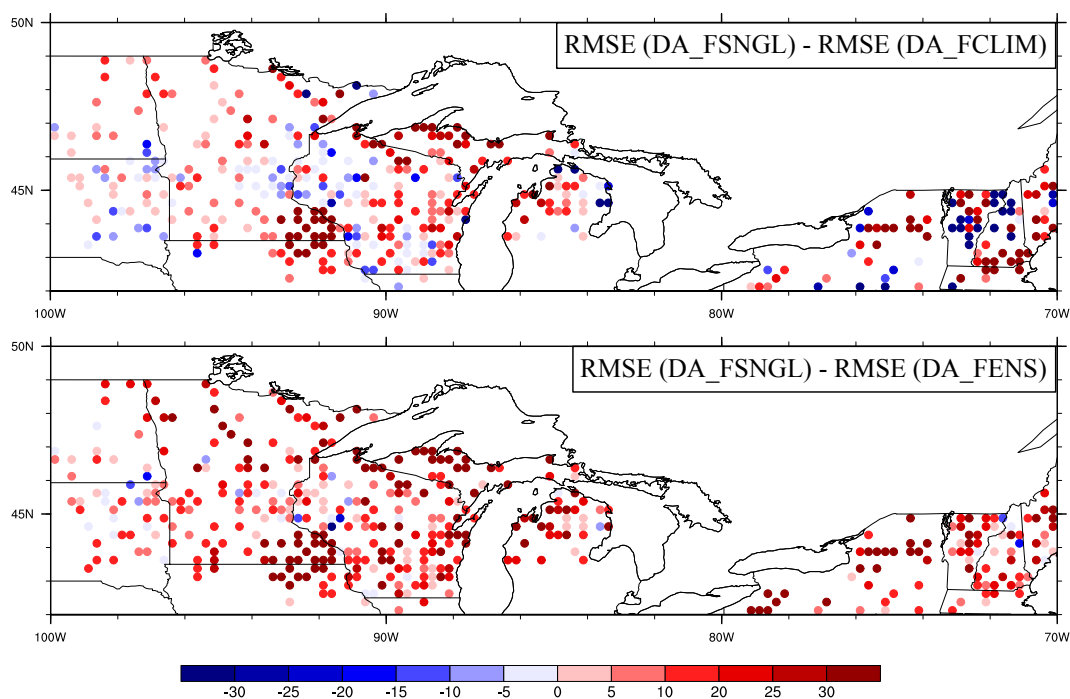 50N
RMSE (DA_FSNGL) - RMSE (DA_FCLIM)
45N
100W 90W 80W 70W
50N
RMSE (DA_FSNGL) - RMSE (DA_FENS)
45N
100W 90W 80W 70W
-30 -25 -20 -15 -10 -5 0 5 10 20 25 30